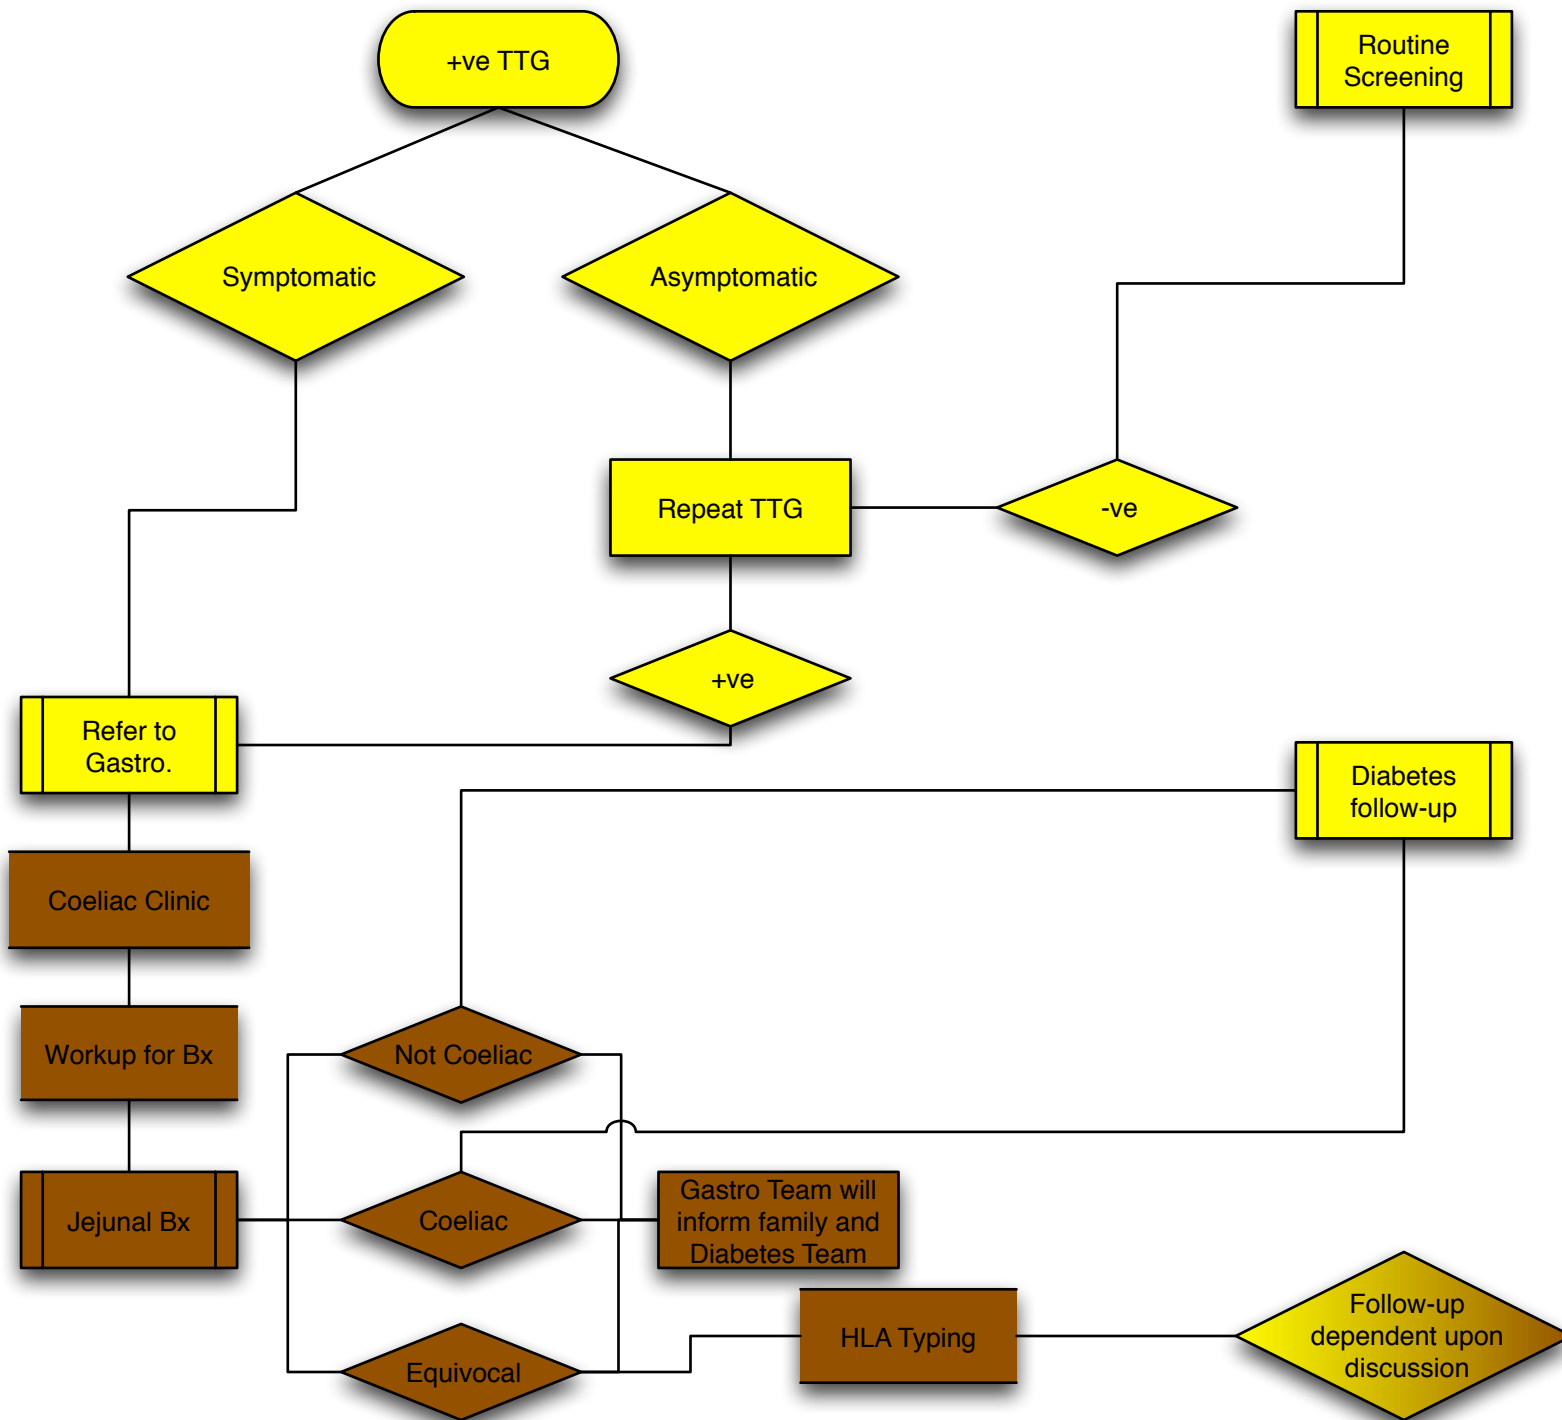 +ve TTG
Routine
Screening
Symptomatic
Asymptomatic
Repeat TTG
-ve
+ve
Refer to
Gastro.
Diabetes
follow-up
Coeliac Clinic
Workup for Bx
Not Coeliac
Jejunal Bx
Coeliac
Gastro Team will
inform family and
Diabetes Team
HLA Typing
Follow-up
dependent upon
discussion
Equivocal